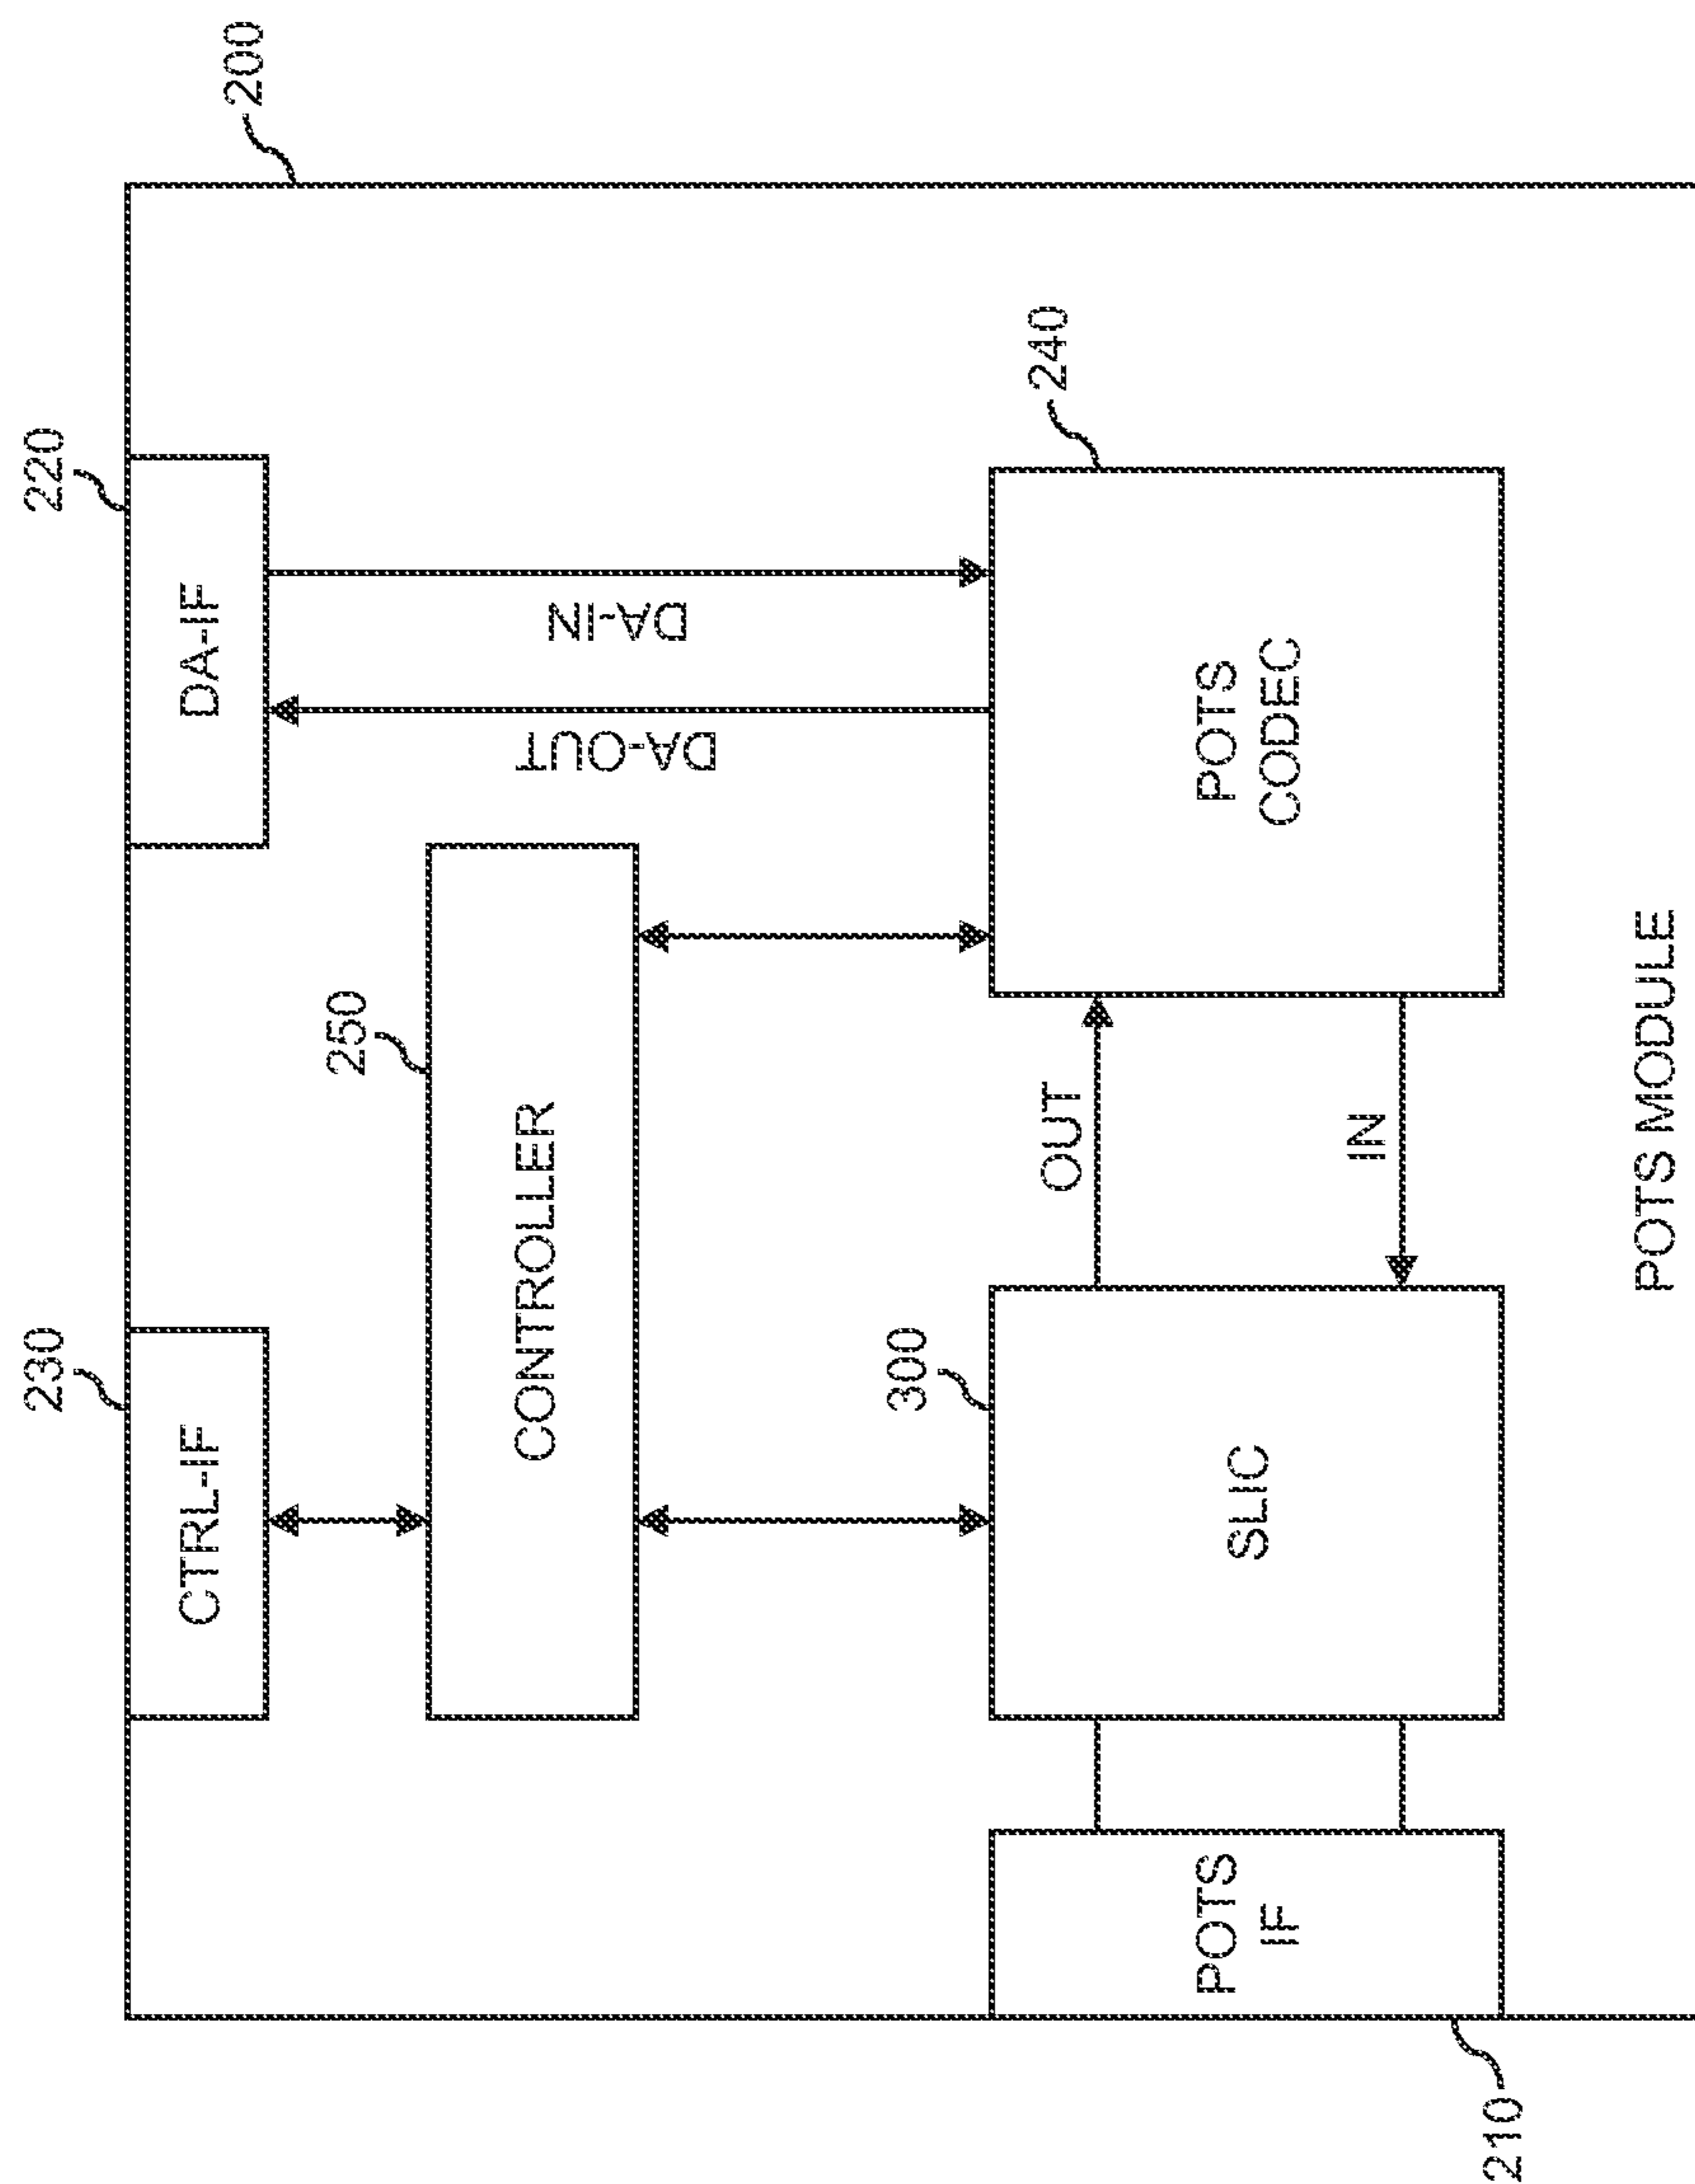 200
220
DA-IF
DA-IN
DA-OUT
230
CTRL-IF
250
CONTROLLER
240
POTS
CODEC
OUT
IN
300
SLIC
POTS
IF
210
POTS MODULE